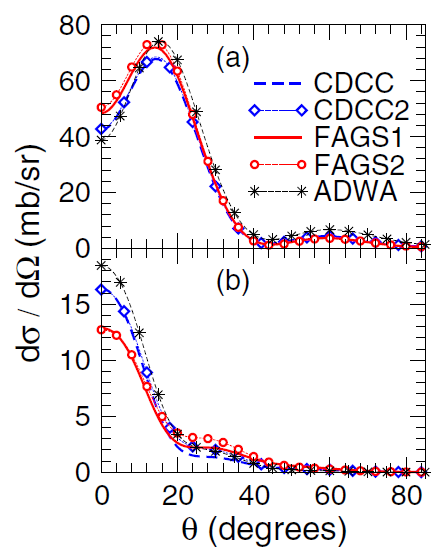 80
60
40
20
0
(a)
CDCC
CDCC2
FAGS1
FAGS2
ADWA
dσ / dΩ (mb/sr)
(b)
15
10
5
0
0 20 40 60 80
θ (degrees)